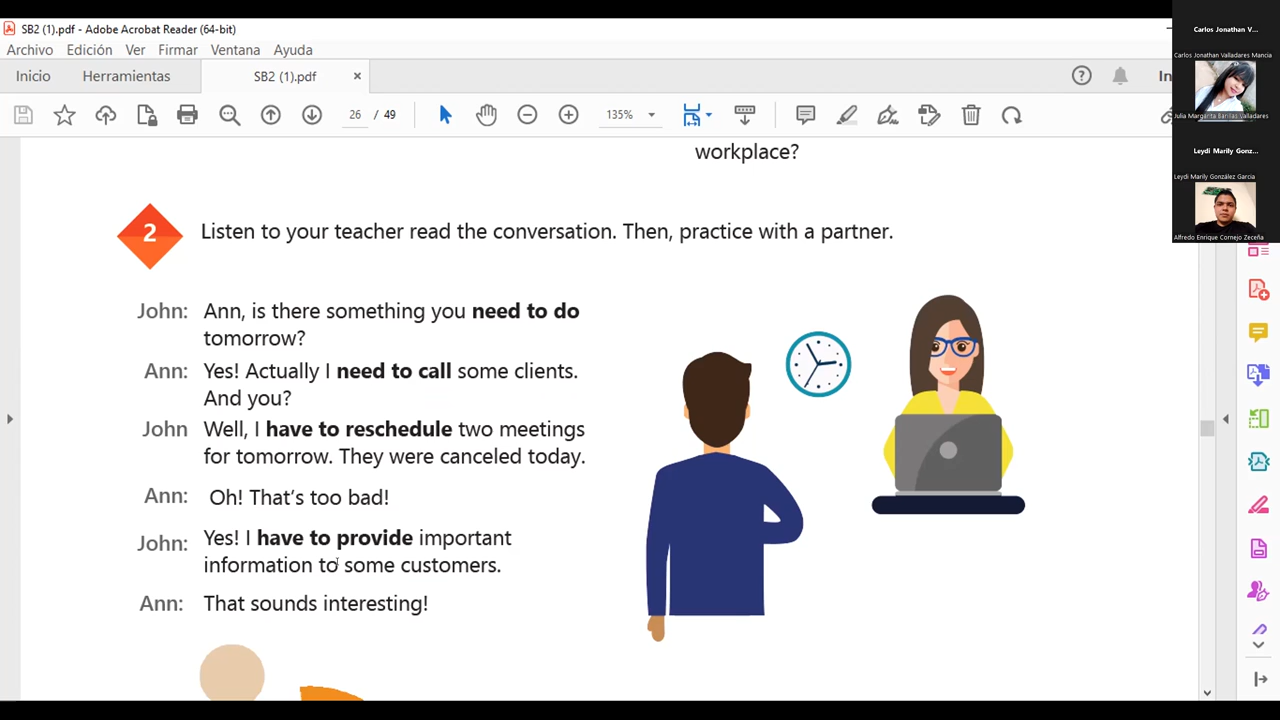 SB2 (1).pdf - Adobe Acrobat Reader (64-bit)
Archivo Edición Ver Firmar Ventana Ayuda
Inicio Herramientas SB2 (1).pdf ×
26 / 49 135%
workplace?
2 Listen to your teacher read the conversation. Then, practice with a partner.
John: Ann, is there something you need to do
tomorrow?
Ann: Yes! Actually I need to call some clients.
And you?
John Well, I have to reschedule two meetings
for tomorrow. They were canceled today.
Ann: Oh! That's too bad!
John: Yes! I have to provide important
information to some customers.
Ann: That sounds interesting!
Carlos Jonathan V...
Carlos Jonathan Valladares Mancia
Julia Margarita Barillas Valladares
Leydi Marily Gonz...
Leydi Marily González Garcia
Alfredo Enrique Cornejo Zeceña